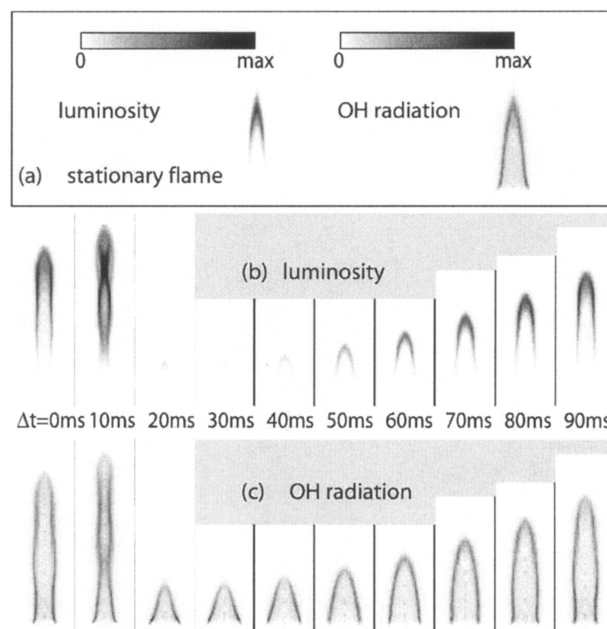 0 max 0 max
luminosity OH radiation
(a) stationary flame
(b) luminosity
Δt=0ms 10ms 20ms 30ms 40ms 50ms 60ms 70ms 80ms 90ms
(c) OH radiation